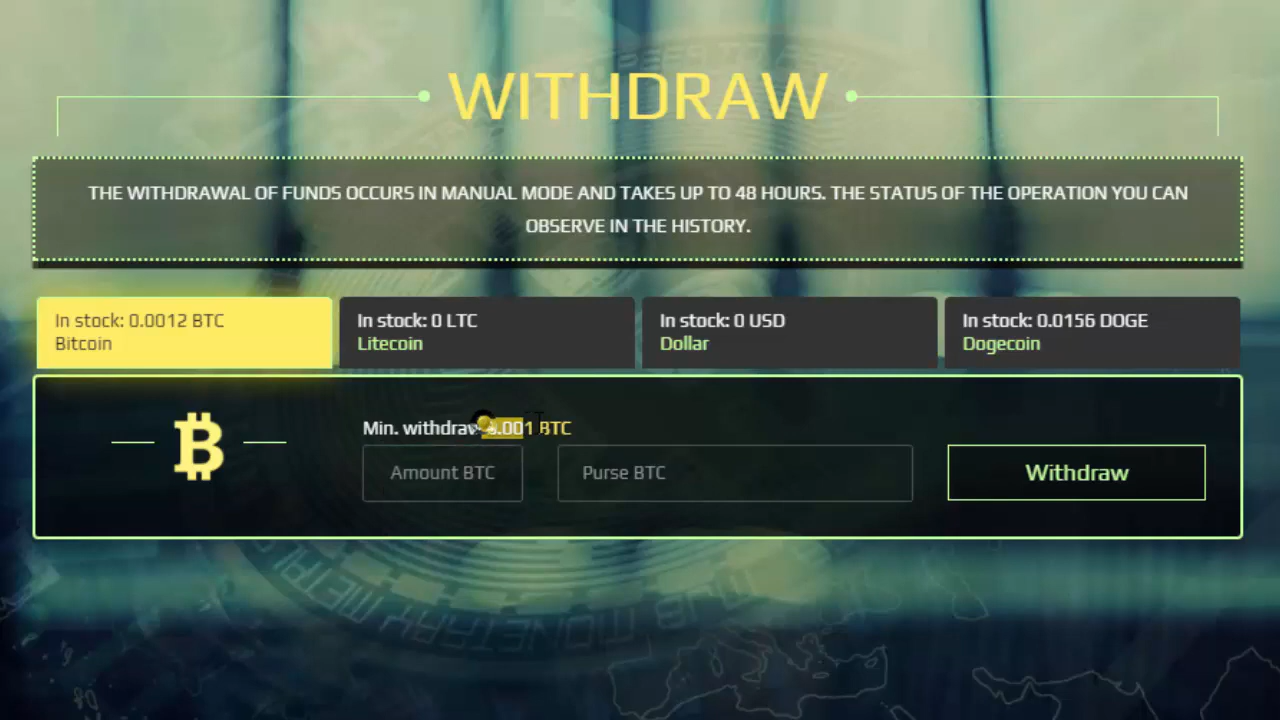 WITHDRAW
THE WITHDRAWAL OF FUNDS OCCURS IN MANUAL MODE AND TAKES UP TO 48 HOURS. THE STATUS OF THE OPERATION YOU CAN
OBSERVE IN THE HISTORY.
In stock: 0.0012 BTC
Bitcoin
In stock: 0 LTC
Litecoin
In stock: 0 USD
Dollar
In stock: 0.0156 DOGE
Dogecoin
Min. withdraw: 0.001 BTC
Amount BTC
Purse BTC
Withdraw
MONETARY METAL